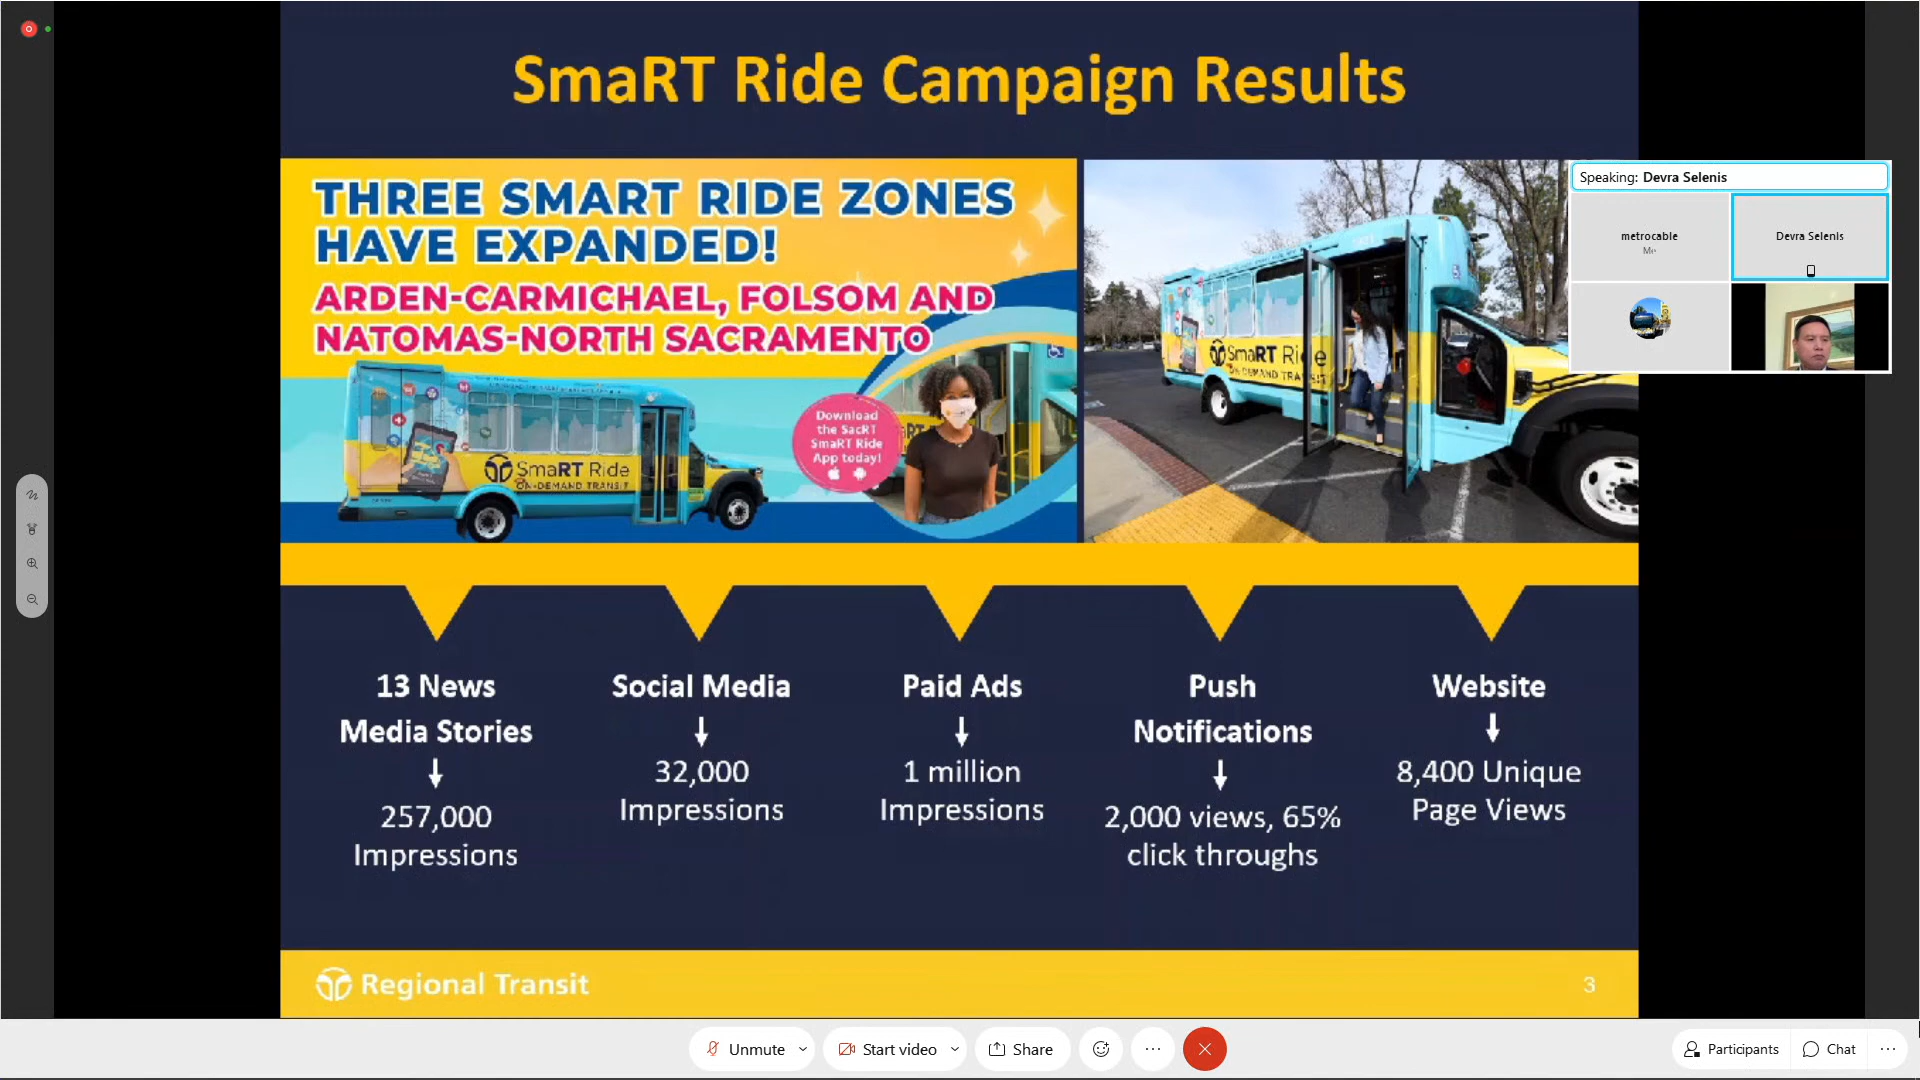 SmaRT Ride Campaign Results
THREE SMART RIDE ZONES
HAVE EXPANDED!
ARDEN-CARMICHAEL, FOLSOM AND
NATOMAS-NORTH SACRAMENTO
Download
the SacRT
SmaRT Ride
App today!
SmaRT Ride
ON-DEMAND TRANSIT
SmaRT Ride
ON-DEMAND TRANSIT
Speaking: Devra Selenis
metrocable
Me
Devra Selenis
13 News
Media Stories
257,000
Impressions
Social Media
32,000
Impressions
Paid Ads
1 million
Impressions
Push
Notifications
2,000 views, 65%
click throughs
Website
8,400 Unique
Page Views
Regional Transit
3
Unmute
Start video
Share
Participants
Chat